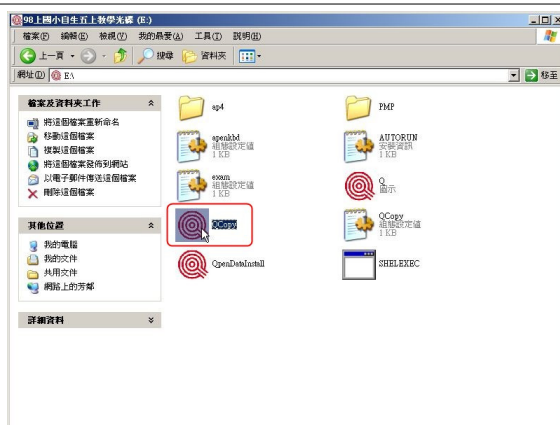 98上國小自生五上教學光碟 (E:)
檔案(F) 編輯(E) 檢視(V) 我的最愛(A) 工具(T) 說明(H)
上一頁 搜尋 資料夾
網址(D) E:\ 移至
檔案及資料夾工作
將這個檔案重新命名
移動這個檔案
複製這個檔案
將這個檔案發佈到網站
以電子郵件傳送這個檔案
刪除這個檔案
其他位置
我的電腦
我的文件
共用文件
網路上的芳鄰
詳細資料
ap4
PMP
apenkbd
組態設定值
1 KB
AUTORUN
安裝資訊
1 KB
exam
組態設定值
1 KB
Q
圖示
QCopy
QCopy
組態設定值
1 KB
QpenDataInstall
SHELEXEC